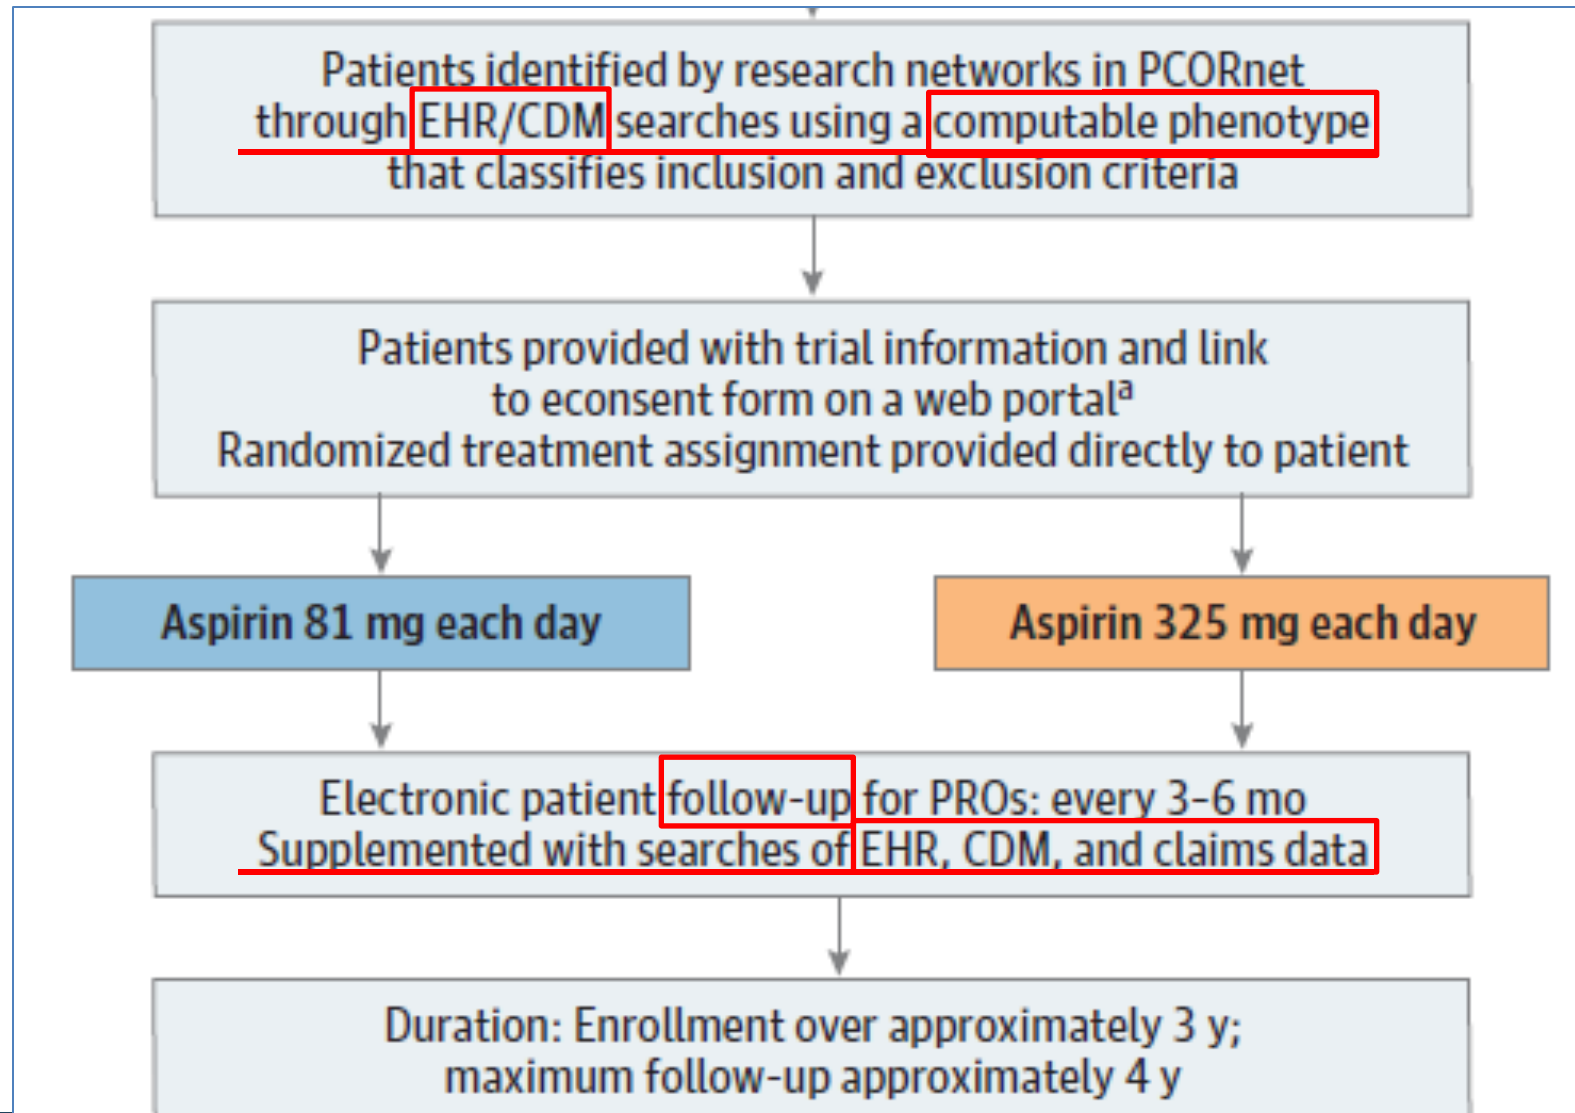 Patients identified by research networks in PCORnet
through EHR/CDM searches using a computable phenotype
that classifies inclusion and exclusion criteria
Patients provided with trial information and link
to econsent form on a web portalª
Randomized treatment assignment provided directly to patient
Aspirin 81 mg each day
Aspirin 325 mg each day
Electronic patient follow-up for PROs: every 3–6 mo
Supplemented with searches of EHR, CDM, and claims data
Duration: Enrollment over approximately 3 y;
maximum follow-up approximately 4 y